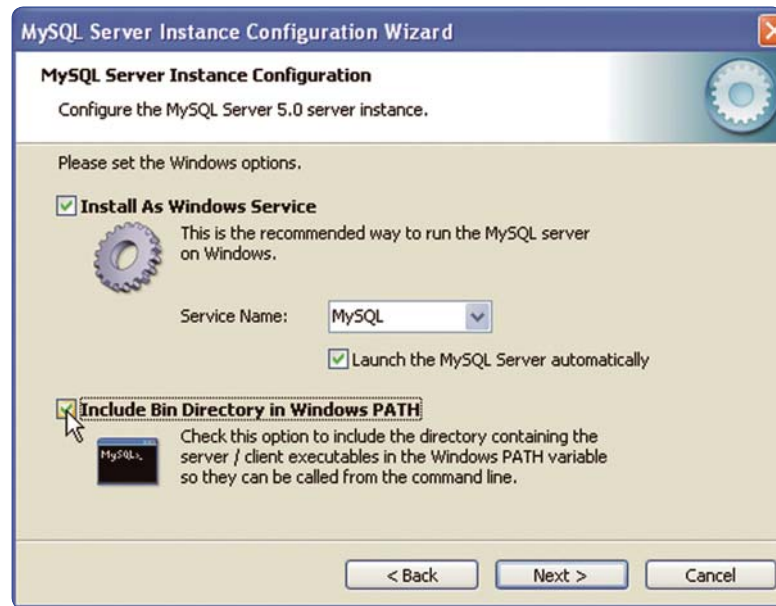 MySQL Server Instance Configuration Wizard
MySQL Server Instance Configuration
Configure the MySQL Server 5.0 server instance.
Please set the Windows options.
Install As Windows Service
This is the recommended way to run the MySQL server
on Windows.
Service Name:
MySQL
Launch the MySQL Server automatically
Include Bin Directory in Windows PATH
MySQL>_
Check this option to include the directory containing the
server / client executables in the Windows PATH variable
so they can be called from the command line.
< Back
Next >
Cancel